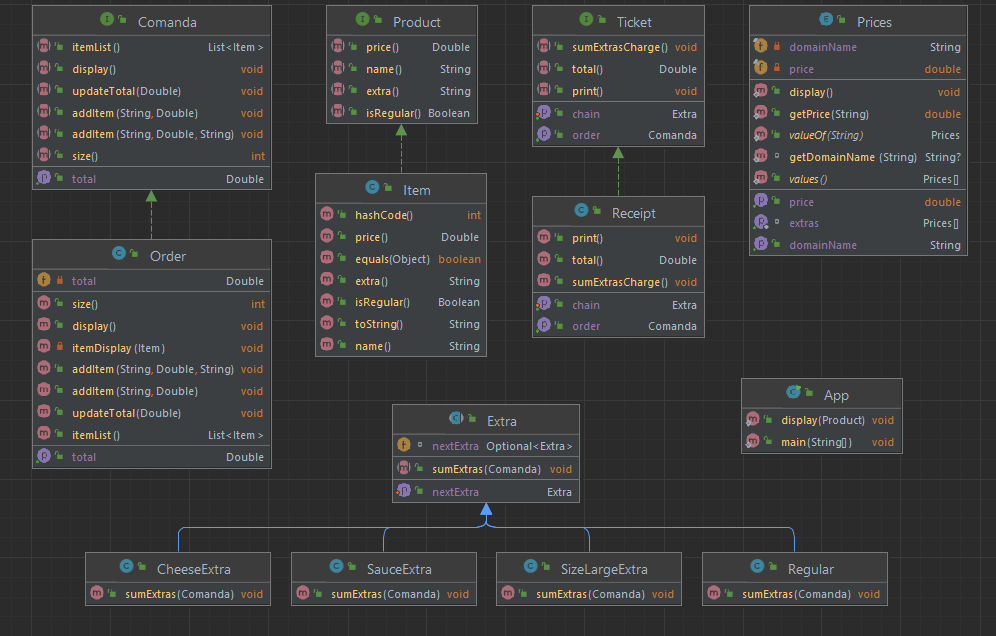 Comanda
itemList() List<Item>
display() void
updateTotal(Double) void
addItem(String, Double) void
addItem(String, Double, String) void
size() int
total Double
Product
price() Double
name() String
extra() String
isRegular() Boolean
Ticket
sumExtrasCharge() void
total() Double
print() void
chain Extra
order Comanda
Prices
domainName String
price double
display() void
getPrice(String) double
valueOf(String) Prices
getDomainName (String) String?
values() Prices[]
price double
extras Prices[]
domainName String
Order
total Double
size() int
display() void
itemDisplay (Item) void
addItem(String, Double, String) void
addItem(String, Double) void
updateTotal(Double) void
itemList() List<Item>
total Double
Item
hashCode() int
price() Double
equals(Object) boolean
extra() String
isRegular() Boolean
toString() String
name() String
Receipt
print() void
total() Double
sumExtrasCharge() void
chain Extra
order Comanda
App
display(Product) void
main(String[]) void
Extra
nextExtra Optional<Extra>
sumExtras(Comanda) void
nextExtra Extra
CheeseExtra
sumExtras(Comanda) void
SauceExtra
sumExtras(Comanda) void
SizeLargeExtra
sumExtras(Comanda) void
Regular
sumExtras(Comanda) void